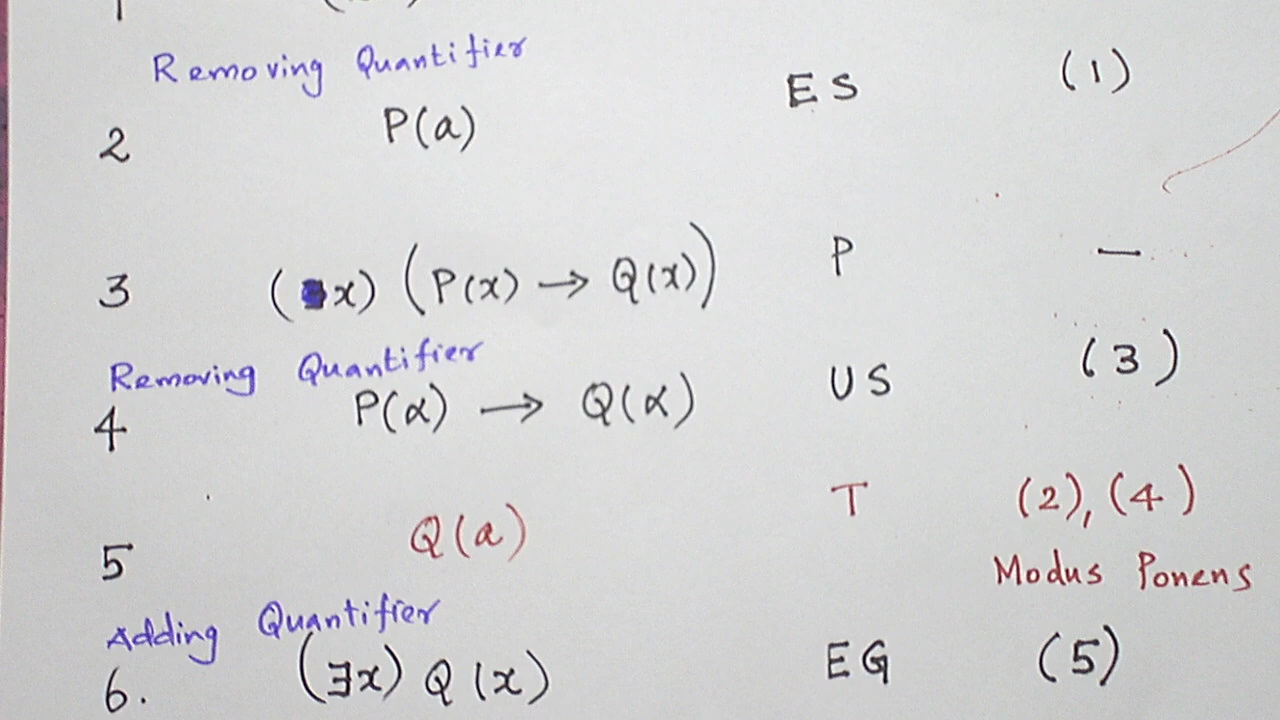 1
Removing Quantifier
2 P(a) ES (1)
3 (∃x) (P(x) → Q(x)) P —
Removing Quantifier
4 P(α) → Q(α) US (3)
5 Q(a) T (2), (4)
Modus Ponens
Adding Quantifier
6. (∃x) Q(x) EG (5)